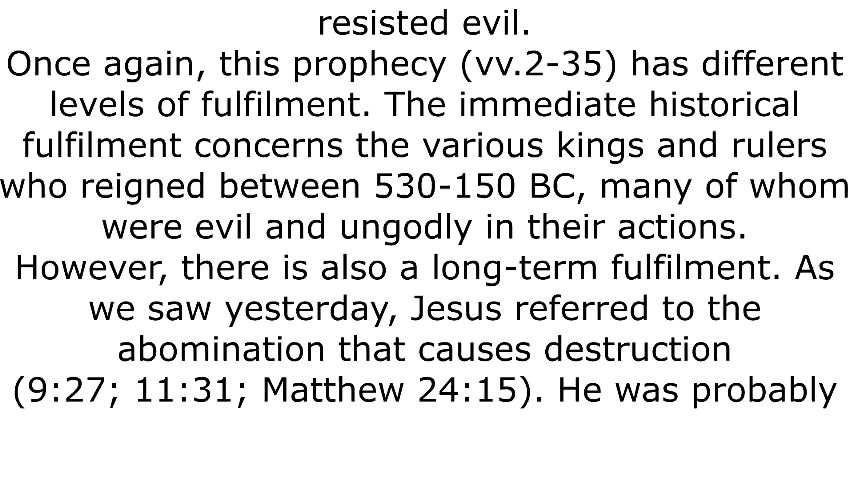 resisted evil.
Once again, this prophecy (vv.2-35) has different
levels of fulfilment. The immediate historical
fulfilment concerns the various kings and rulers
who reigned between 530-150 BC, many of whom
were evil and ungodly in their actions.
However, there is also a long-term fulfilment. As
we saw yesterday, Jesus referred to the
abomination that causes destruction
(9:27; 11:31; Matthew 24:15). He was probably